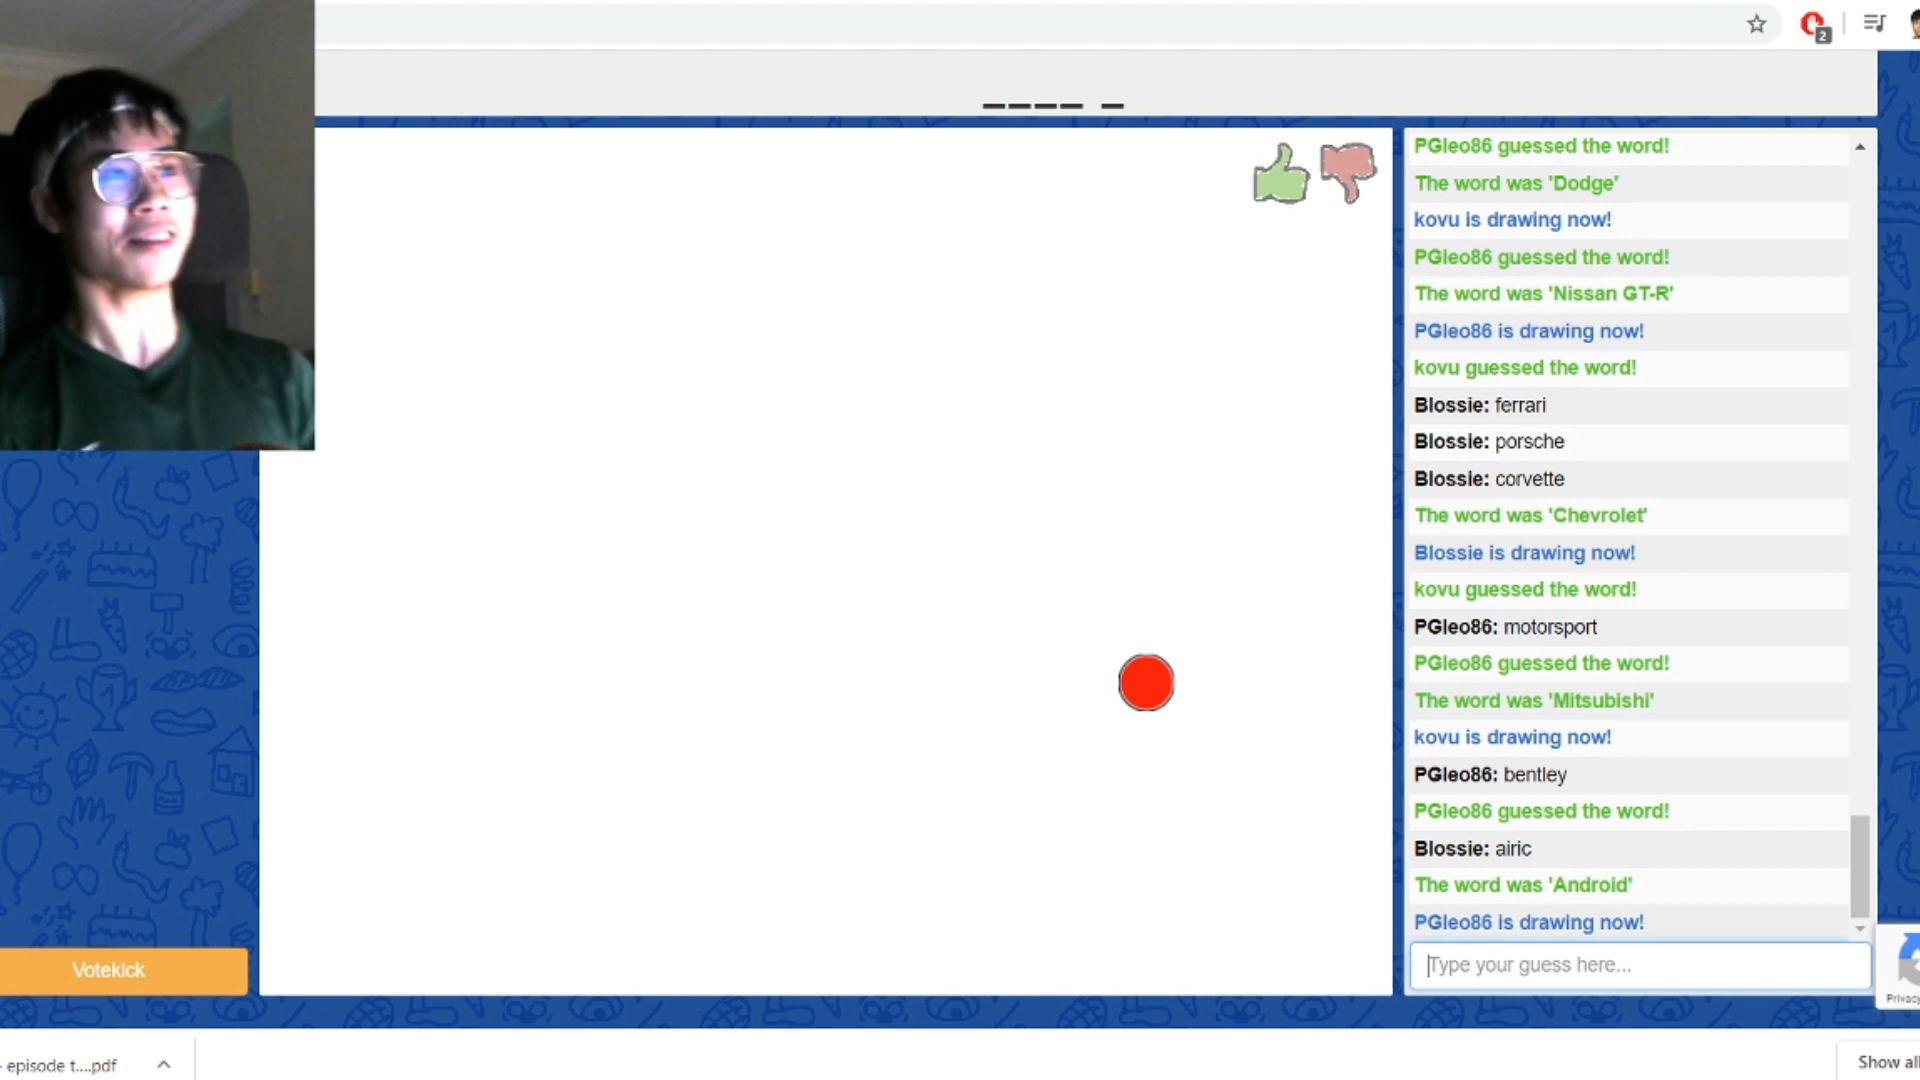 2
____ _
PGleo86 guessed the word!
The word was 'Dodge'
kovu is drawing now!
PGleo86 guessed the word!
The word was 'Nissan GT-R'
PGleo86 is drawing now!
kovu guessed the word!
Blossie: ferrari
Blossie: porsche
Blossie: corvette
The word was 'Chevrolet'
Blossie is drawing now!
kovu guessed the word!
PGleo86: motorsport
PGleo86 guessed the word!
The word was 'Mitsubishi'
kovu is drawing now!
PGleo86: bentley
PGleo86 guessed the word!
Blossie: airic
The word was 'Android'
PGleo86 is drawing now!
Type your guess here...
Votekick
Privacy
- episode t....pdf
Show all